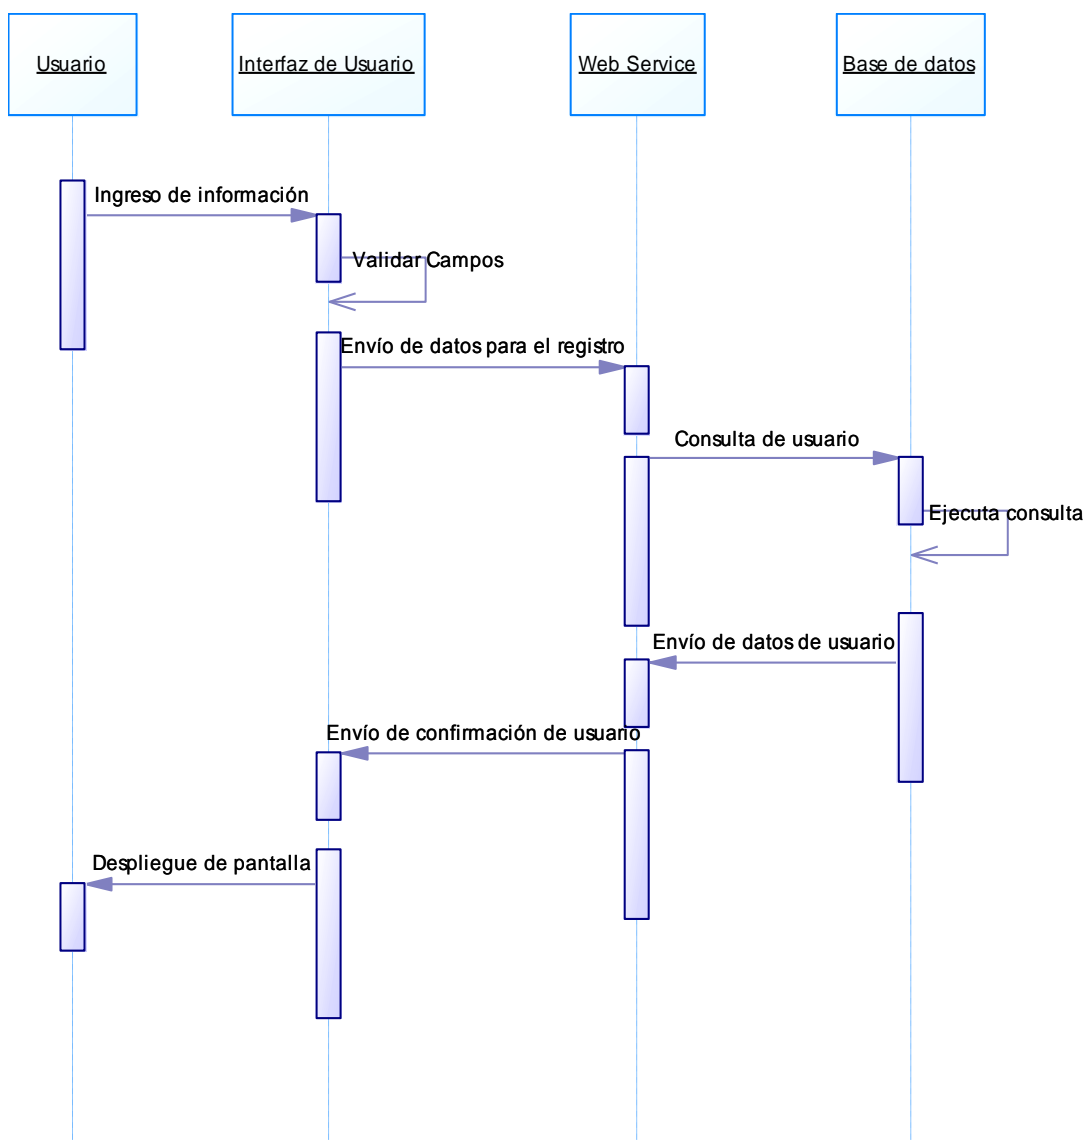 Usuario
Interfaz de Usuario
Web Service
Base de datos
Ingreso de información
Validar Campos
Envío de datos para el registro
Consulta de usuario
Ejecuta consulta
Envío de datos de usuario
Envío de confirmación de usuario
Despliegue de pantalla